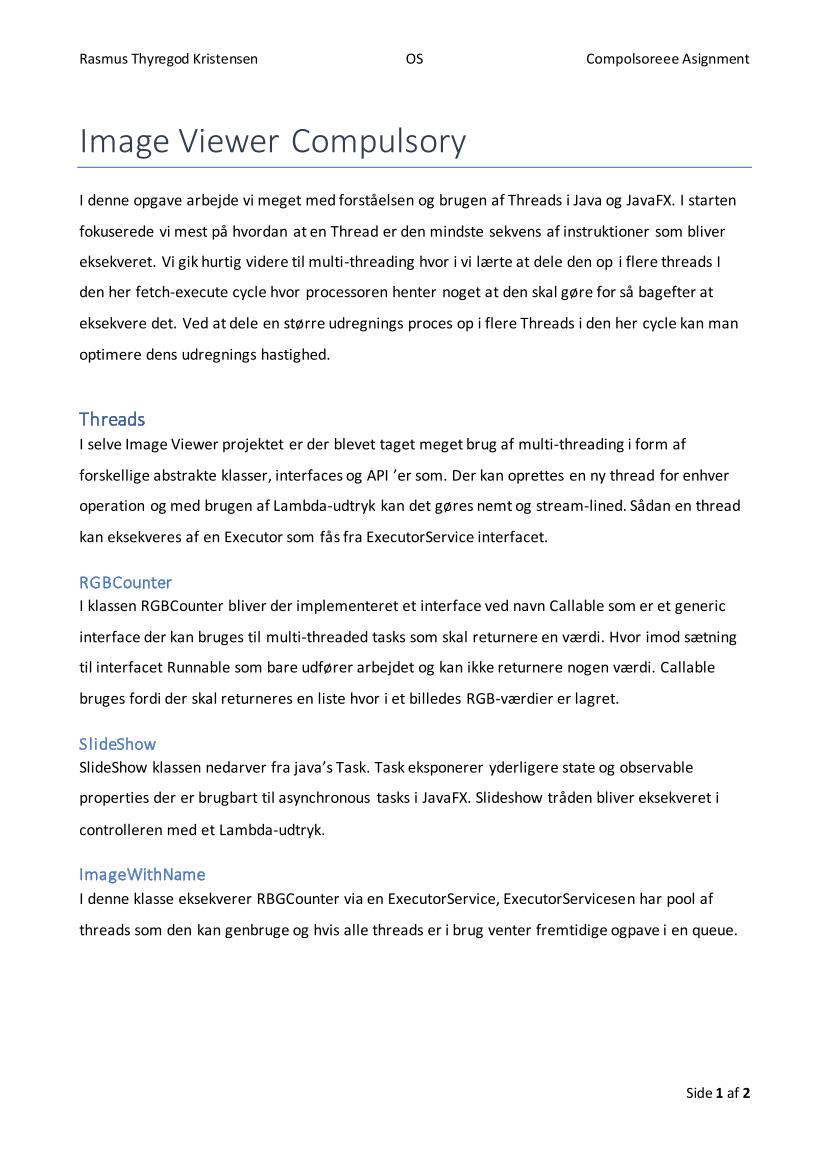 Rasmus Thyregod Kristensen OS Compolsoreee Asignment
Image Viewer Compulsory
I denne opgave arbejde vi meget med forståelsen og brugen af Threads i Java og JavaFX. I starten
fokuserede vi mest på hvordan at en Thread er den mindste sekvens af instruktioner som bliver
eksekveret. Vi gik hurtig videre til multi-threading hvor i vi lærte at dele den op i flere threads I
den her fetch-execute cycle hvor processoren henter noget at den skal gøre for så bagefter at
eksekvere det. Ved at dele en større udregnings proces op i flere Threads i den her cycle kan man
optimere dens udregnings hastighed.
Threads
I selve Image Viewer projektet er der blevet taget meget brug af multi-threading i form af
forskellige abstrakte klasser, interfaces og API ’er som. Der kan oprettes en ny thread for enhver
operation og med brugen af Lambda-udtryk kan det gøres nemt og stream-lined. Sådan en thread
kan eksekveres af en Executor som fås fra ExecutorService interfacet.
RGBCounter
I klassen RGBCounter bliver der implementeret et interface ved navn Callable som er et generic
interface der kan bruges til multi-threaded tasks som skal returnere en værdi. Hvor imod sætning
til interfacet Runnable som bare udfører arbejdet og kan ikke returnere nogen værdi. Callable
bruges fordi der skal returneres en liste hvor i et billedes RGB-værdier er lagret.
SlideShow
SlideShow klassen nedarver fra java’s Task. Task eksponerer yderligere state og observable
properties der er brugbart til asynchronous tasks i JavaFX. Slideshow tråden bliver eksekveret i
controlleren med et Lambda-udtryk.
ImageWithName
I denne klasse eksekverer RBGCounter via en ExecutorService, ExecutorServicesen har pool af
threads som den kan genbruge og hvis alle threads er i brug venter fremtidige ogpave i en queue.
Side 1 af 2